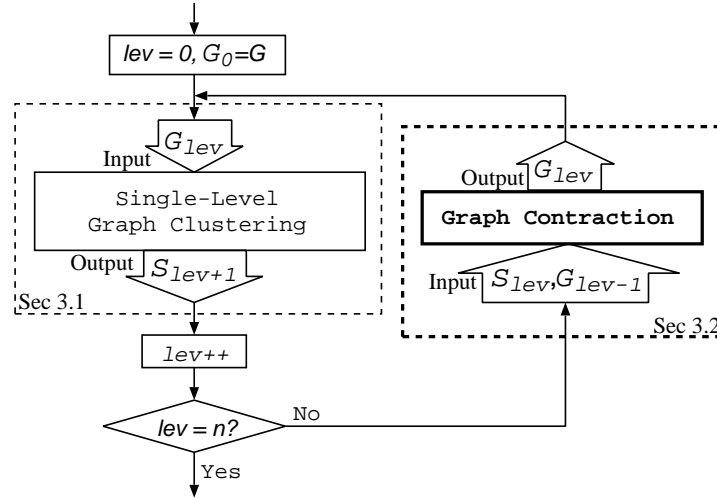 lev = 0, G0=G
Glev
Input
Single-Level
Graph Clustering
Output
Slev+1
Sec 3.1
lev++
lev = n?
No
Yes
Glev
Output
Graph Contraction
Input
Slev,Glev-1
Sec 3.2